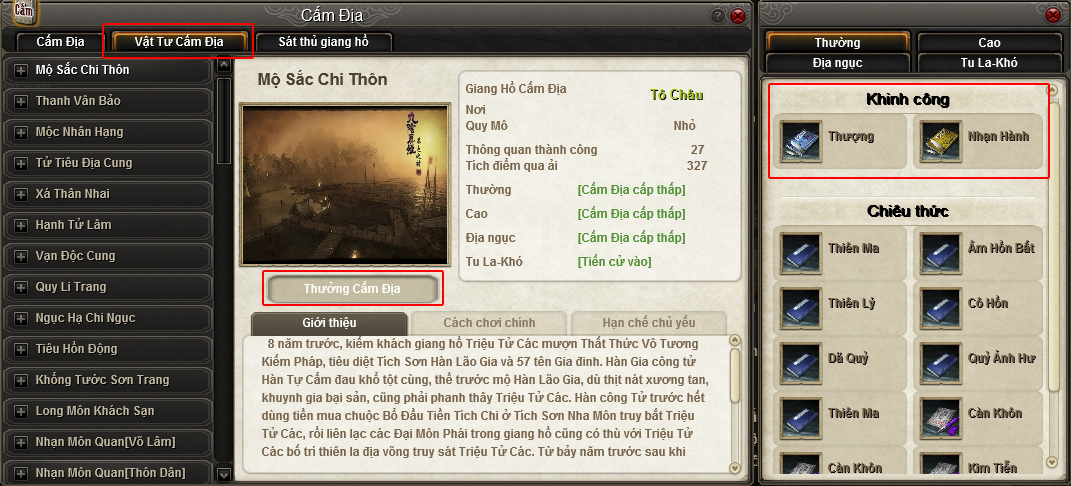 Cấm
Cấm Địa
Cấm Địa
Vật Tư Cấm Địa
Sát thủ giang hồ
Mộ Sắc Chi Thôn
Thanh Vân Bảo
Mộc Nhân Hạng
Tử Tiêu Địa Cung
Xá Thân Nhai
Hạnh Tử Lâm
Vạn Độc Cung
Quy Li Trang
Ngục Hạ Chi Ngục
Tiêu Hồn Động
Khổng Tước Sơn Trang
Long Môn Khách Sạn
Nhạn Môn Quan[Võ Lâm]
Nhạn Môn Quan[Thôn Dân]
Mộ Sắc Chi Thôn
九陰真經
Thưởng Cấm Địa
Giang Hồ Cấm Địa
Tô Châu
Nơi
Quy Mô Nhỏ
Thông quan thành công 27
Tích điểm qua ải 327
Thường [Cấm Địa cấp thấp]
Cao [Cấm Địa cấp thấp]
Địa ngục [Cấm Địa cấp thấp]
Tu La-Khó [Tiến cử vào]
Giới thiệu
Cách chơi chính
Hạn chế chủ yếu
8 năm trước, kiếm khách giang hồ Triệu Tử Các mượn Thất Thức Vô Tương
Kiếm Pháp, tiêu diệt Tích Sơn Hàn Lão Gia và 57 tên Gia đinh. Hàn Gia công tử
Hàn Tự Cẩm đau khổ tột cùng, thề trước mộ Hàn Lão Gia, dù thịt nát xương tan,
khuynh gia bại sản, cũng phải phanh thây Triệu Tử Các. Hàn công Tử trước hết
dùng tiền mua chuộc Bổ Đầu Tiền Tích Chi ở Tích Sơn Nha Môn truy bắt Triệu
Tử Các, rồi liên lạc các Đại Môn Phái trong giang hồ cũng có thù với Triệu Tử
Các bố trí thiên la địa võng truy sát Triệu Tử Các. Từ bảy năm trước sau khi
Thường
Cao
Địa ngục
Tu La-Khó
Khinh công
Thượng
Nhạn Hành
Chiêu thức
Thiên Ma
Âm Hồn Bất
Thiên Lý
Cô Hồn
Dã Quỷ
Quỷ Ảnh Hư
Thiên Ma
Càn Khôn
Càn Khôn
Kim Tiễn